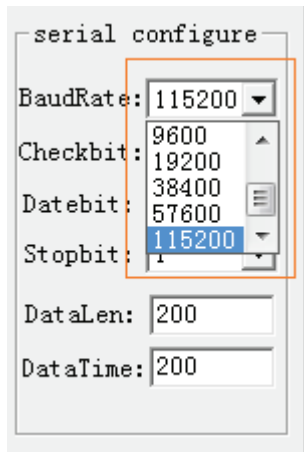 serial configure
BaudRate: 115200
9600
Checkbit:
19200
38400
Datebit:
57600
115200
Stopbit: 1
DataLen: 200
DataTime: 200